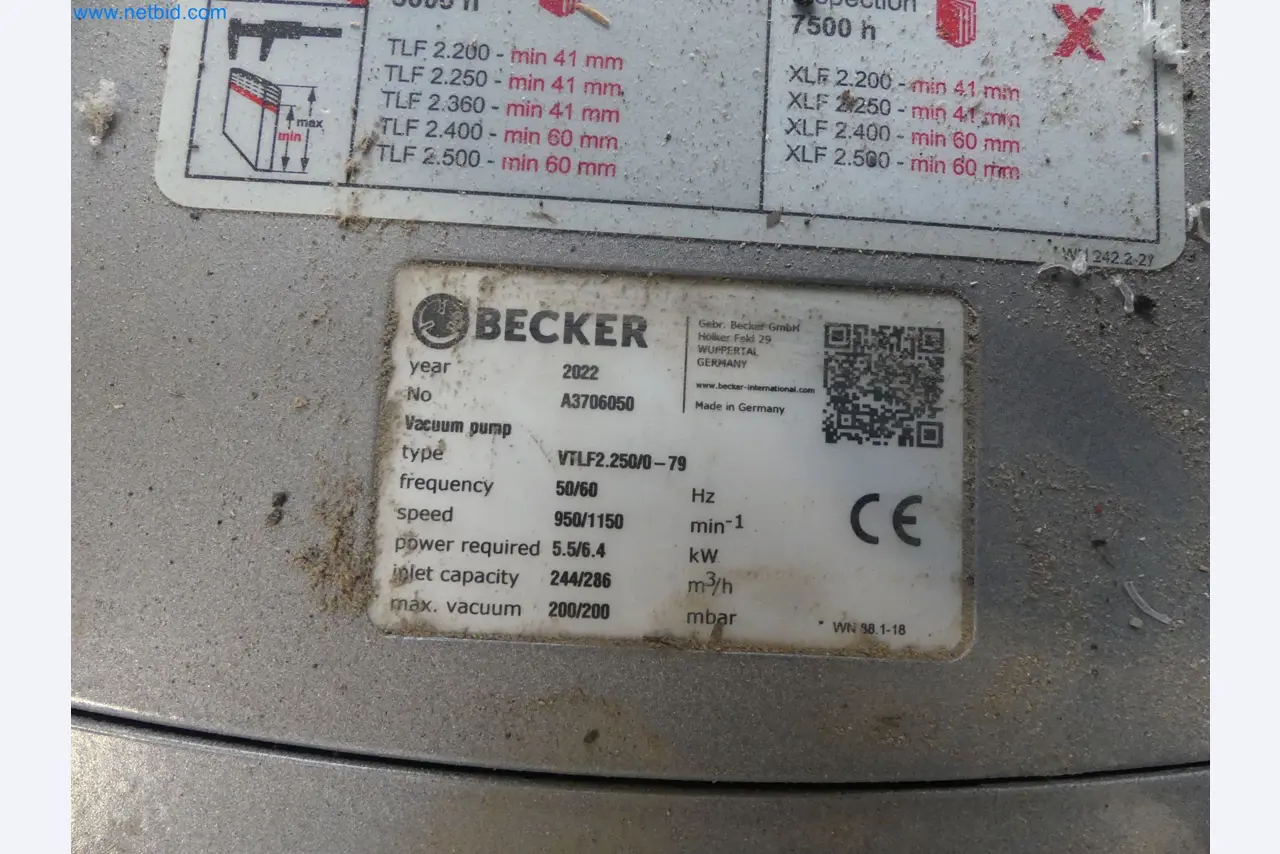 www.netbid.com
TLF 2.200 - min 41 mm
TLF 2.250 - min 41 mm
TLF 2.360 - min 41 mm
TLF 2.400 - min 60 mm
TLF 2.500 - min 60 mm
max
min
7500 h
X
XLF 2.200 - min 41 mm
XLF 2.250 - min 41 mm
XLF 2.400 - min 60 mm
XLF 2.500 - min 60 mm
BECKER
Gebr. Becker GmbH
Hölker Feld 29
WUPPERTAL
GERMANY
www.becker-international.com
Made in Germany
year 2022
No A3706050
Vacuum pump
type VTLF2.250/0-79
frequency 50/60 Hz
speed 950/1150 min-1
power required 5.5/6.4 kW
inlet capacity 244/286 m3/h
max. vacuum 200/200 mbar
CE